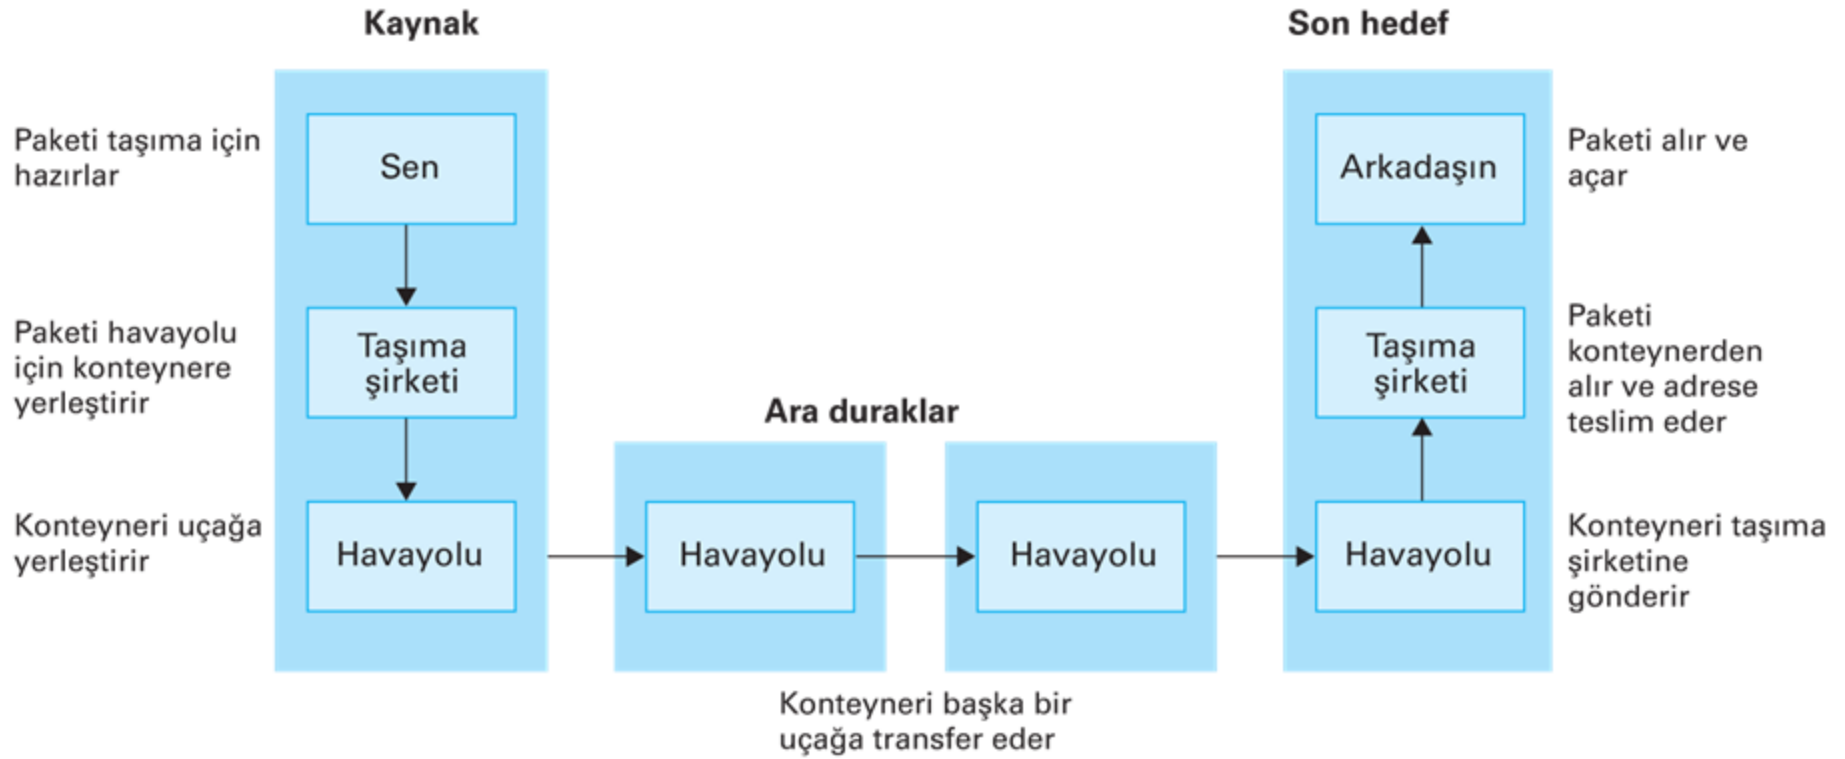 Kaynak
Son hedef
Paketi taşıma için
hazırlar
Sen
Arkadaşın
Paketi alır ve
açar
Paketi havayolu
için konteynere
yerleştirir
Taşıma
şirketi
Taşıma
şirketi
Paketi
konteynerden
alır ve adrese
teslim eder
Ara duraklar
Konteyneri uçağa
yerleştirir
Havayolu
Havayolu
Havayolu
Havayolu
Konteyneri taşıma
şirketine
gönderir
Konteyneri başka bir
uçağa transfer eder